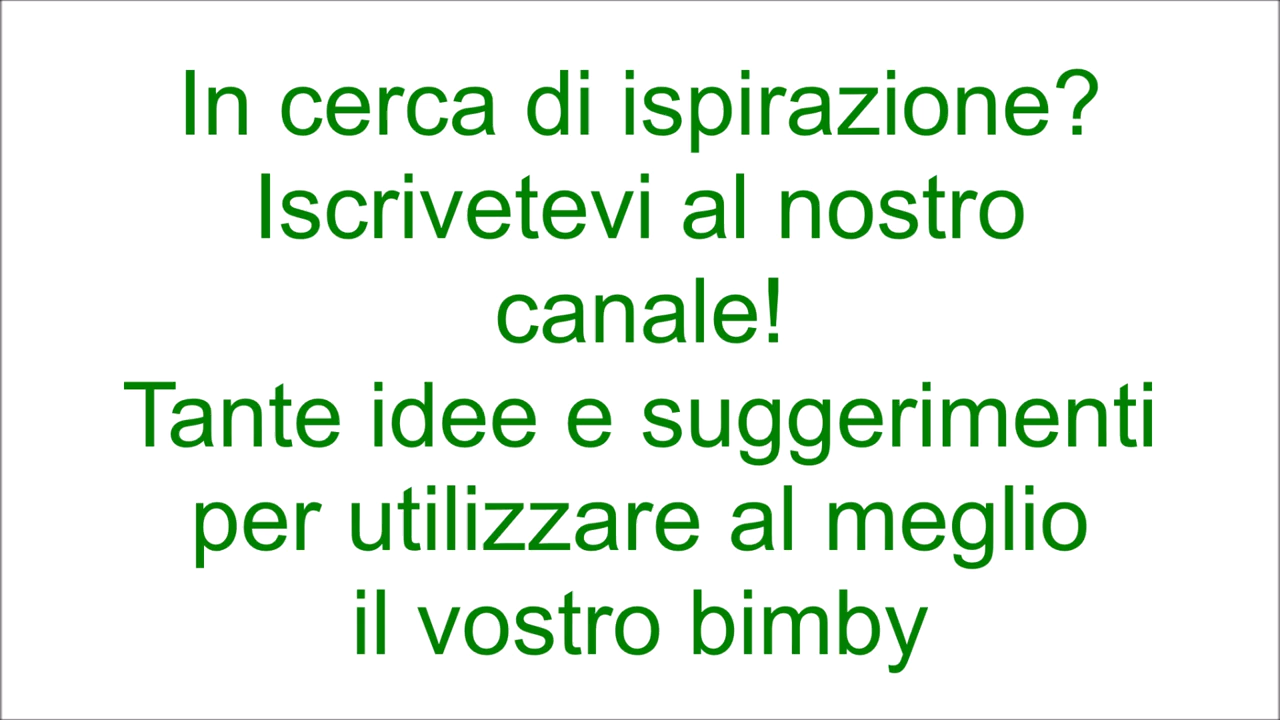 In cerca di ispirazione?
Iscrivetevi al nostro
canale!
Tante idee e suggerimenti
per utilizzare al meglio
il vostro bimby